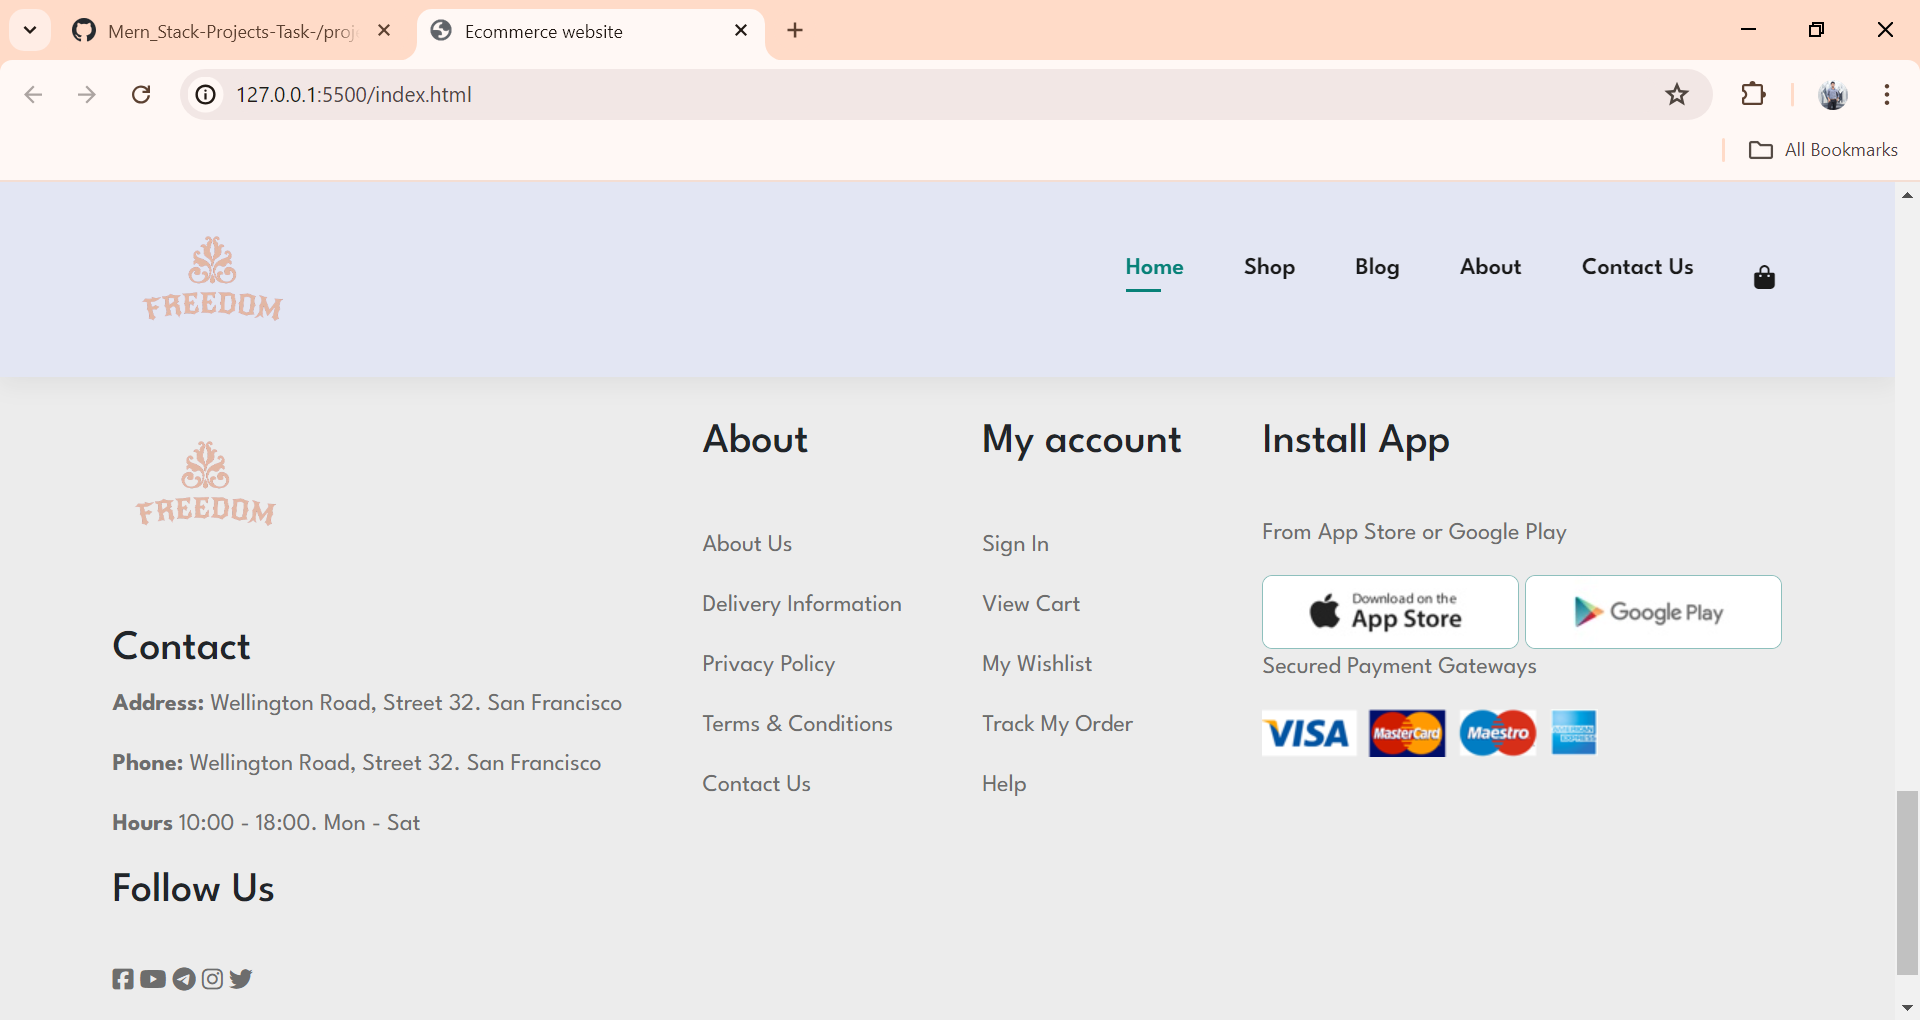 Mern_Stack-Projects-Task-/proj
Ecommerce website
127.0.0.1:5500/index.html
All Bookmarks
FREEDOM
Home
Shop
Blog
About
Contact Us
FREEDOM
Contact
Address: Wellington Road, Street 32. San Francisco
Phone: Wellington Road, Street 32. San Francisco
Hours 10:00 - 18:00. Mon - Sat
Follow Us
About
About Us
Delivery Information
Privacy Policy
Terms & Conditions
Contact Us
My account
Sign In
View Cart
My Wishlist
Track My Order
Help
Install App
From App Store or Google Play
Download on the
App Store
Google Play
Secured Payment Gateways
VISA
MasterCard
Maestro
AMERICAN
EXPRESS